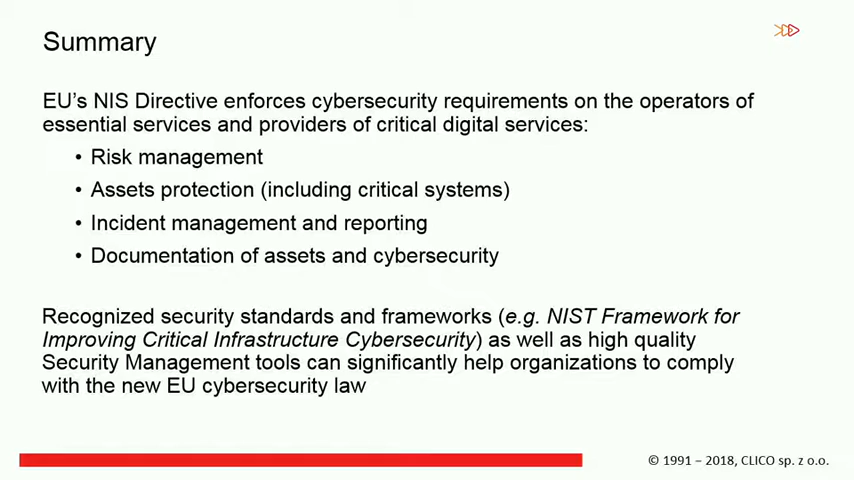 Summary
EU's NIS Directive enforces cybersecurity requirements on the operators of
essential services and providers of critical digital services:
• Risk management
• Assets protection (including critical systems)
• Incident management and reporting
• Documentation of assets and cybersecurity
Recognized security standards and frameworks (e.g. NIST Framework for
Improving Critical Infrastructure Cybersecurity) as well as high quality
Security Management tools can significantly help organizations to comply
with the new EU cybersecurity law
© 1991 – 2018, CLICO sp. z o.o.